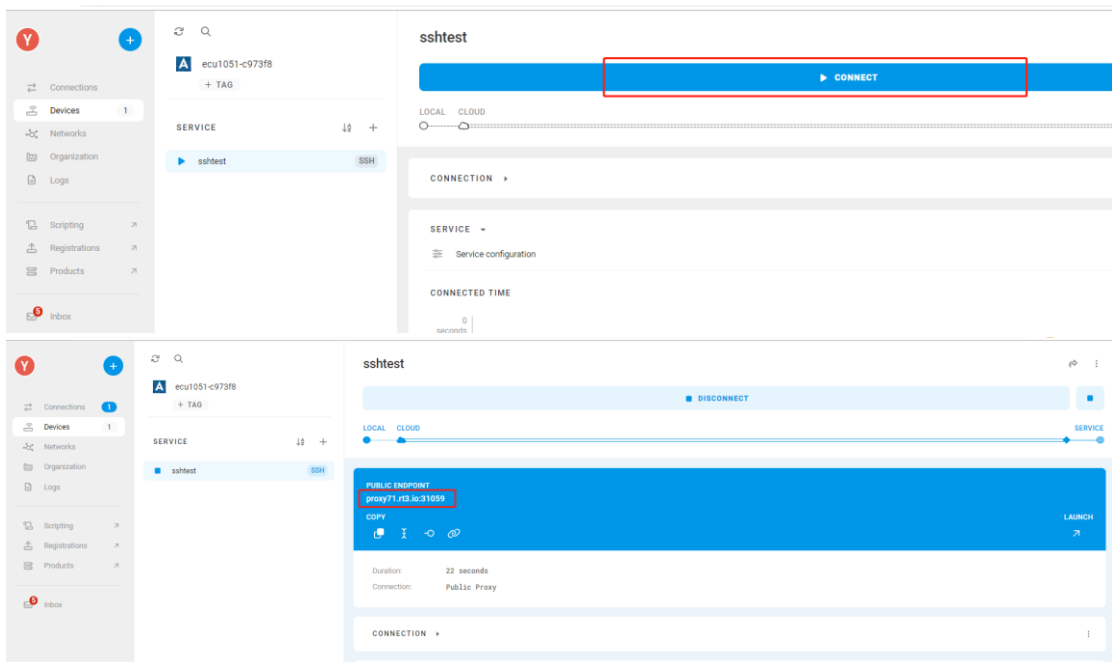 Y
+
sshtest
A ecu1051-c973f8
+ TAG
CONNECT
Connections
Devices 1
LOCAL CLOUD
Networks
SERVICE
Organization
sshtest SSH
Logs
CONNECTION
Scripting
SERVICE
Registrations
Service configuration
Products
CONNECTED TIME
5
Inbox
0
seconds
Y
+
sshtest
A ecu1051-c973f8
+ TAG
DISCONNECT
Connections 1
Devices 1
LOCAL CLOUD SERVICE
Networks
SERVICE
Organization
sshtest SSH
Logs
PUBLIC ENDPOINT
proxy71.rt3.io:31059
COPY LAUNCH
Scripting
Registrations
Products
Duration: 22 seconds
Connection: Public Proxy
5
Inbox
CONNECTION